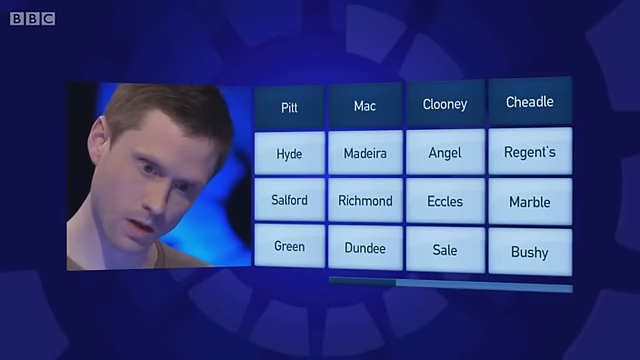 BBC
Pitt Mac Clooney Cheadle
Hyde Madeira Angel Regent's
Salford Richmond Eccles Marble
Green Dundee Sale Bushy